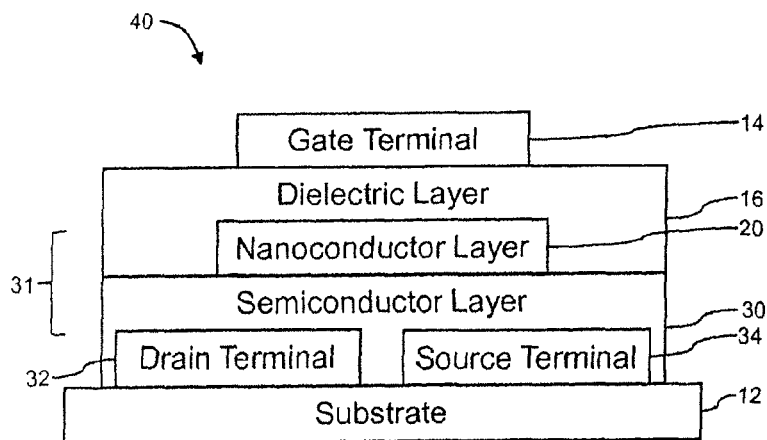 40
Gate Terminal
14
Dielectric Layer
16
Nanoconductor Layer
20
31
Semiconductor Layer
30
Drain Terminal
Source Terminal
34
32
Substrate
12